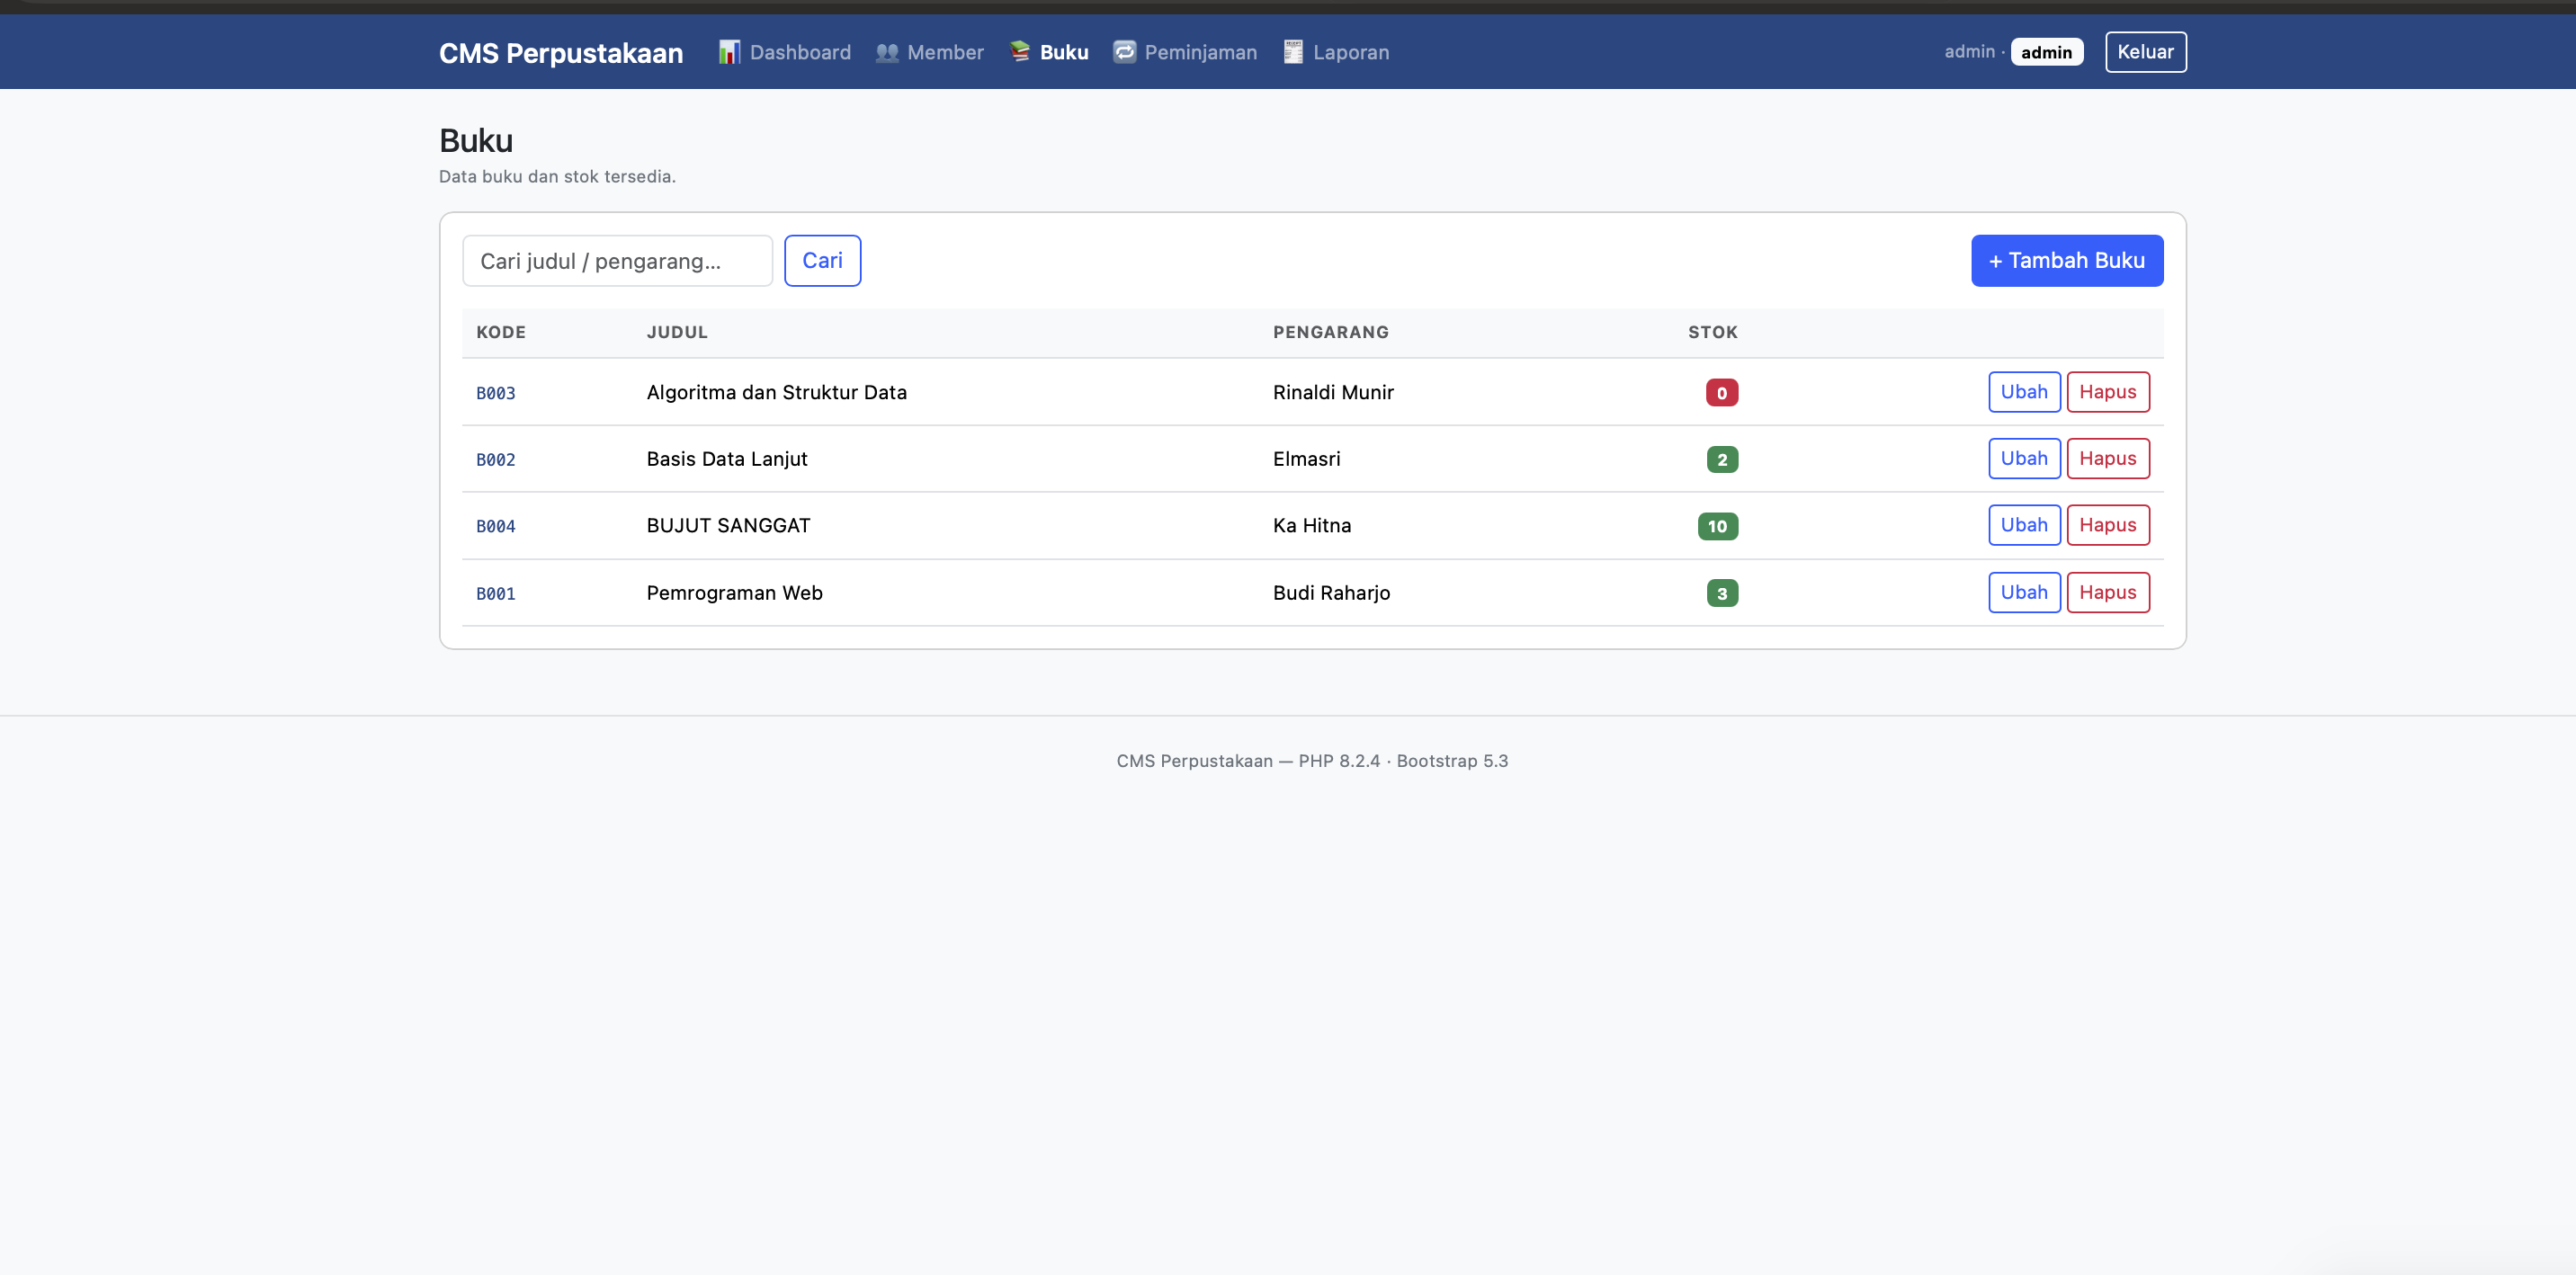 CMS Perpustakaan Dashboard Member Buku Peminjaman Laporan admin · admin Keluar
Buku
Data buku dan stok tersedia.
Cari judul / pengarang... Cari + Tambah Buku
KODE JUDUL PENGARANG STOK
B003 Algoritma dan Struktur Data Rinaldi Munir 0 Ubah Hapus
B002 Basis Data Lanjut Elmasri 2 Ubah Hapus
B004 BUJUT SANGGAT Ka Hitna 10 Ubah Hapus
B001 Pemrograman Web Budi Raharjo 3 Ubah Hapus
CMS Perpustakaan — PHP 8.2.4 · Bootstrap 5.3